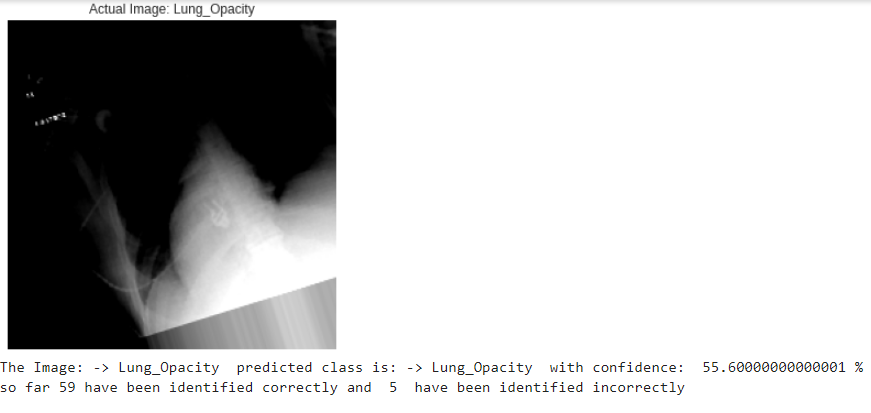 Actual Image: Lung_Opacity
The Image: -> Lung_Opacity  predicted class is: -> Lung_Opacity  with confidence:  55.60000000000001 %
so far 59 have been identified correctly and  5  have been identified incorrectly